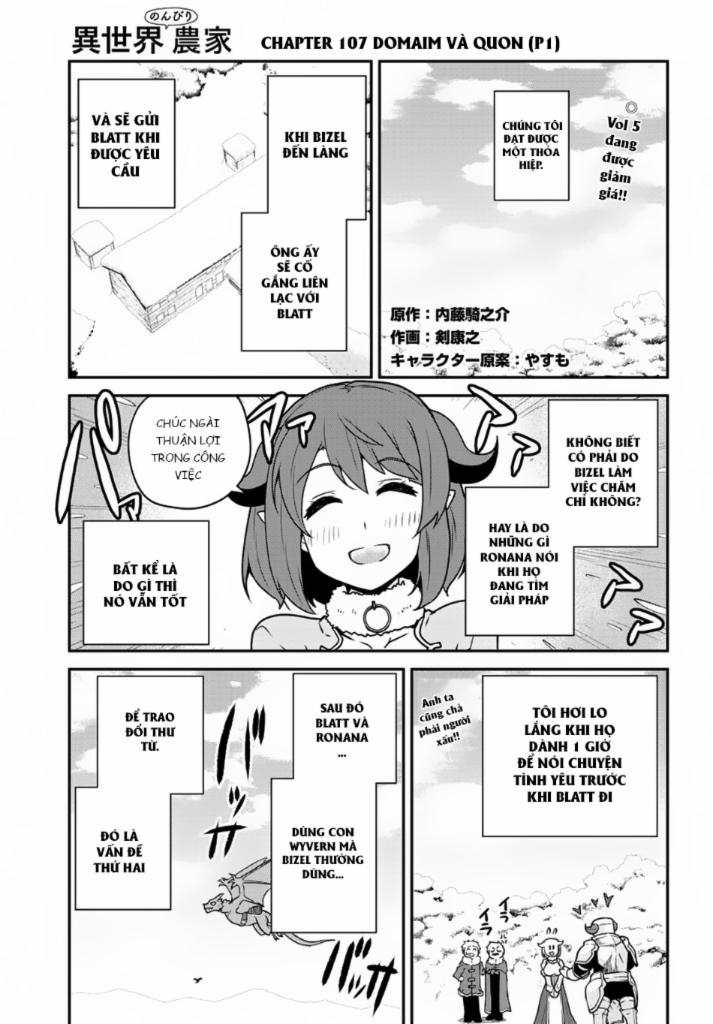 のんびり
異世界 農家
CHAPTER 107 DOMAIM VÀ QUON (P1)
Vol 5
đang
được
giảm
giá!!
CHÚNG TÔI
ĐẠT ĐƯỢC
MỘT THỎA
HIỆP.
原作：内藤騎之介
作画：剣康之
キャラクター原案：やすも
KHI BIZEL
ĐẾN LÀNG
ÔNG ẤY
SẼ CỐ
GẮNG LIÊN
LẠC VỚI
BLATT
VÀ SẼ GỬI
BLATT KHI
ĐƯỢC YÊU
CẦU
KHÔNG BIẾT
CÓ PHẢI DO
BIZEL LÀM
VIỆC CHĂM
CHỈ KHÔNG?
HAY LÀ DO
NHỮNG GÌ
RONANA NÓI
KHI HỌ
ĐANG TÌM
GIẢI PHÁP
CHÚC NGÀI
THUẬN LỢI
TRONG CÔNG
VIỆC
BẤT KỂ LÀ
DO GÌ THÌ
NÓ VẪN TỐT
TÔI HƠI LO
LẮNG KHI HỌ
DÀNH 1 GIỜ
ĐỂ NÓI CHUYỆN
TÌNH YÊU TRƯỚC
KHI BLATT ĐI
Anh ta
cũng chả
phải người
xấu!!
イラ
イラ
SAU ĐÓ
BLATT VÀ
RONANA
...
DÙNG CON
WYVERN MÀ
BIZEL THƯỜNG
DÙNG...
ĐỂ TRAO
ĐỔI THƯ
TỪ.
ĐÓ LÀ
VẤN ĐỀ
THỨ HAI